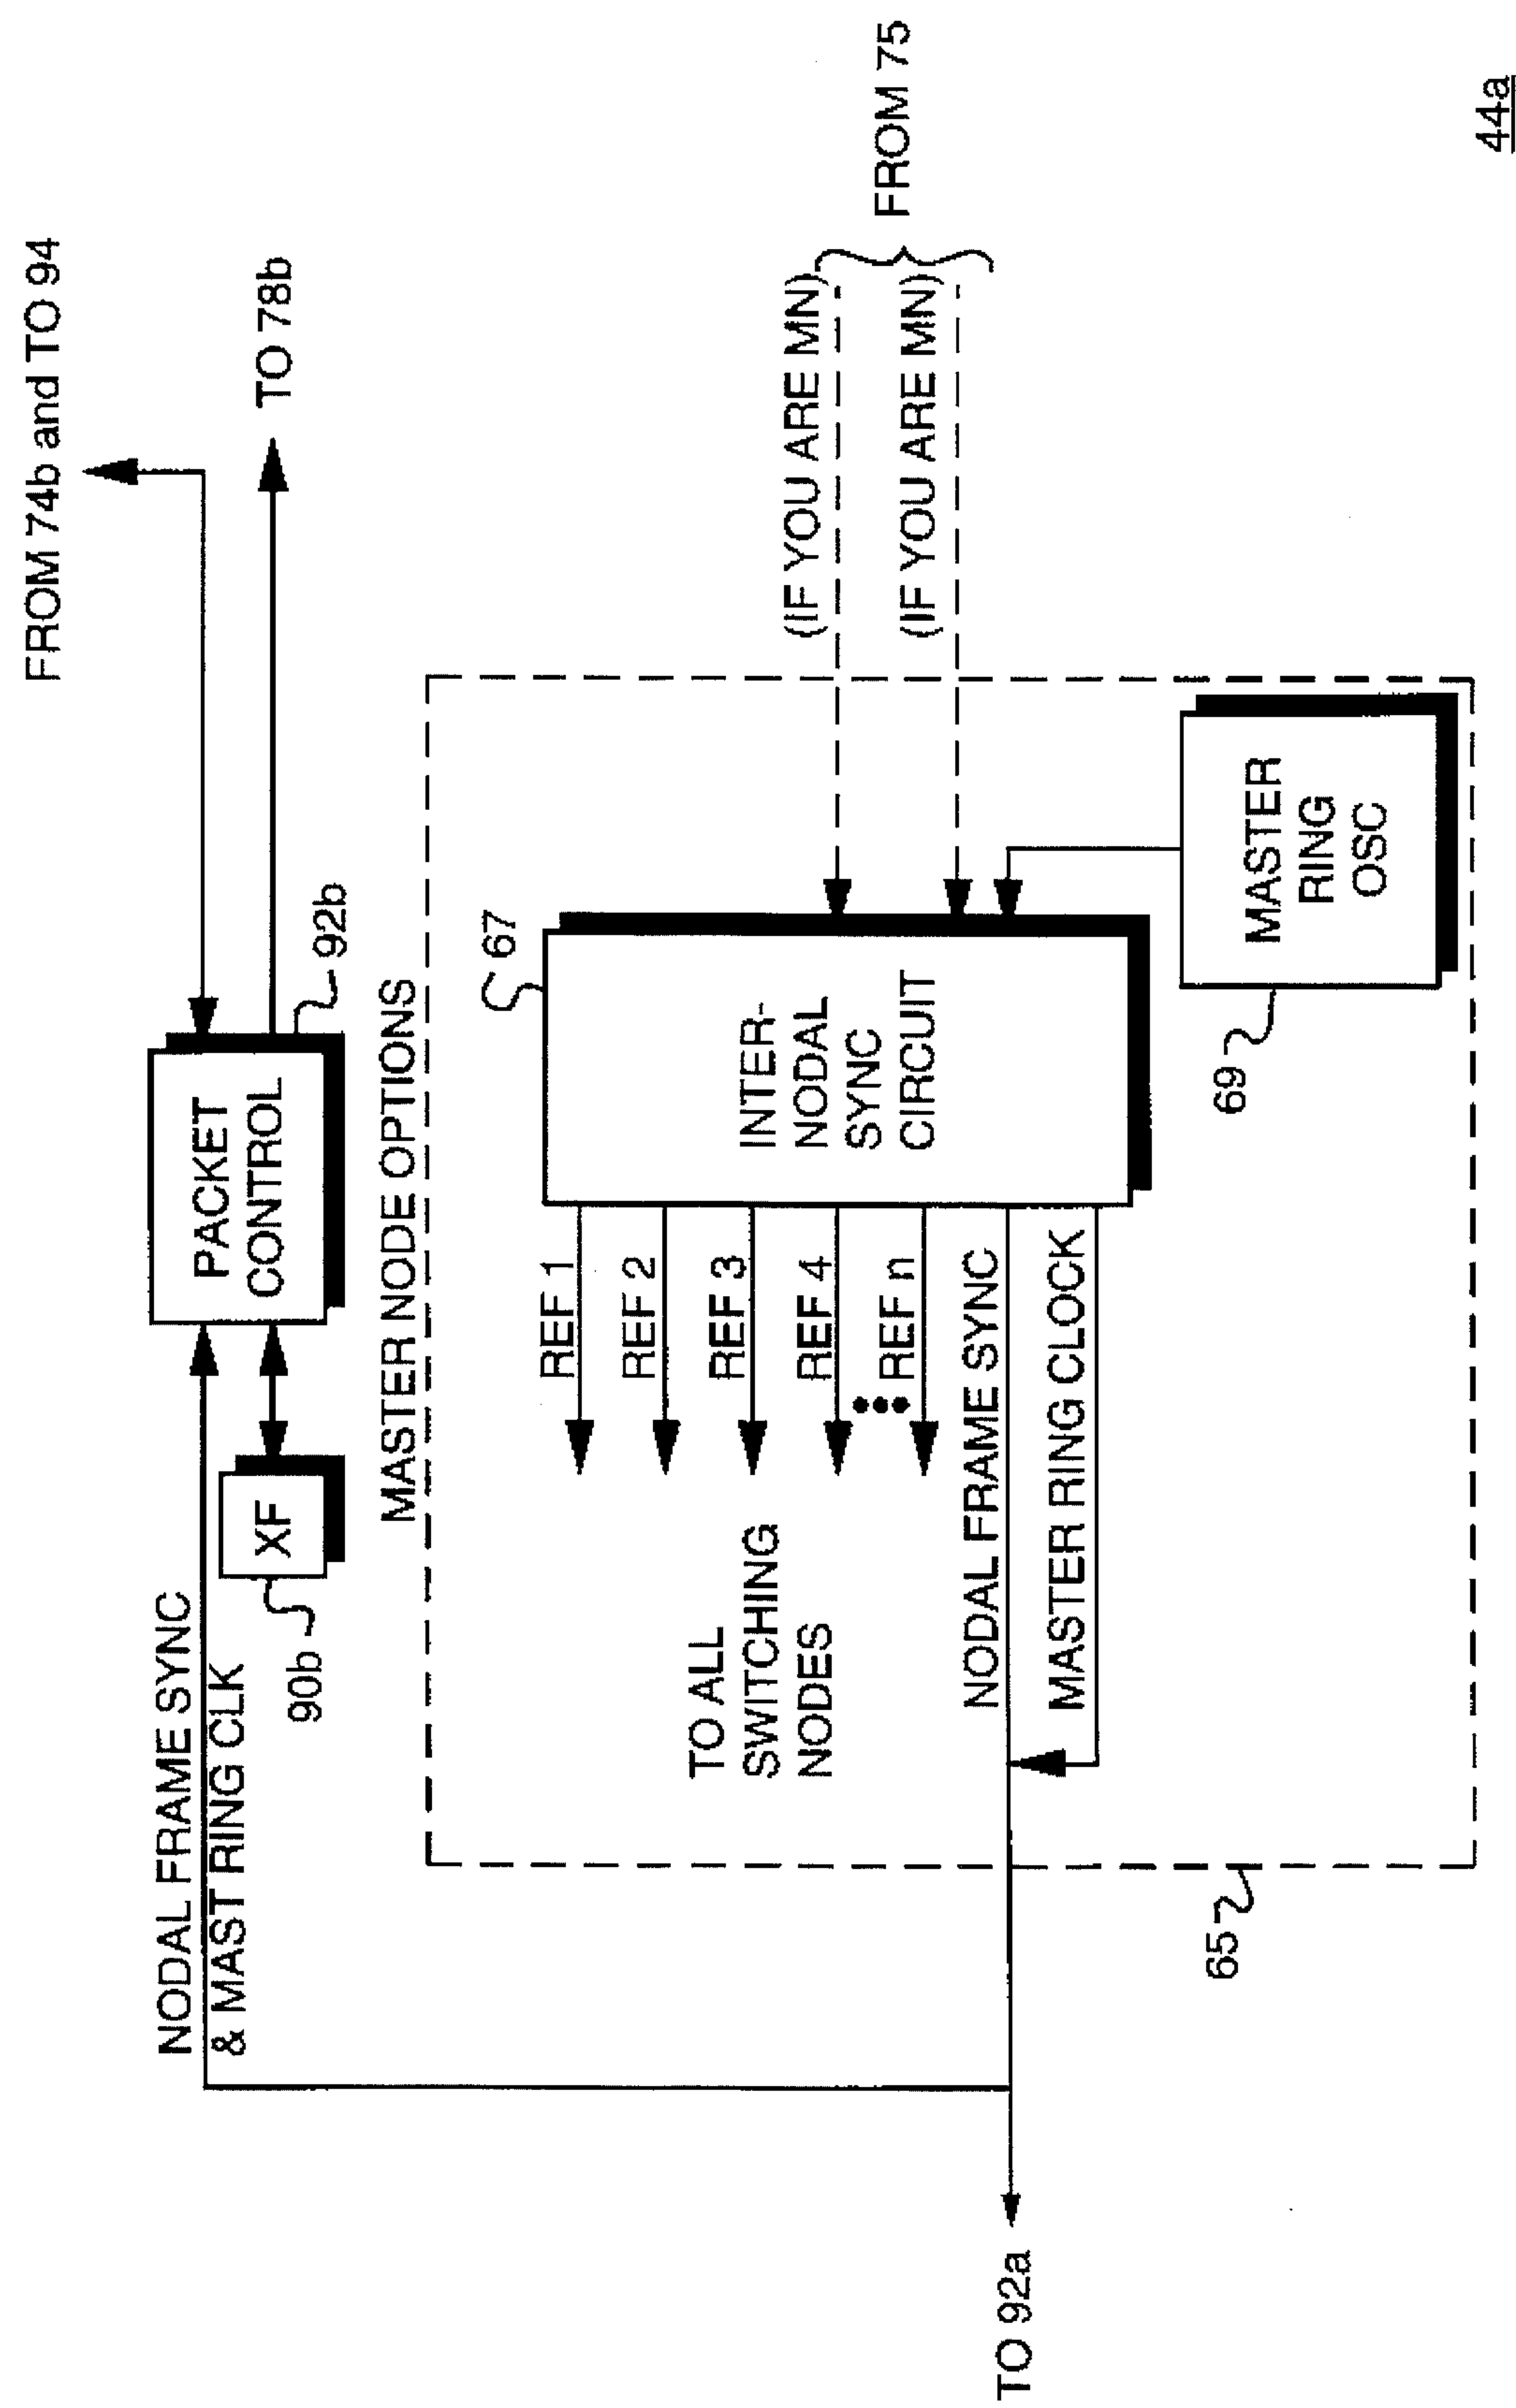 FROM 74b and TO 94
TO 78b
NODAL FRAME SYNC
& MAST RING CLK
PACKET
CONTROL
92b
XF
90b
MASTER NODE OPTIONS
67
REF 1
REF 2
REF 3
REF 4
REF n
TO ALL
SWITCHING
NODES
INTER-
NODAL
SYNC
CIRCUIT
(IF YOU ARE MN)
(IF YOU ARE MN)
FROM 75
NODAL FRAME SYNC
MASTER RING CLOCK
MASTER
RING
OSC
69
65
TO 92a
44a